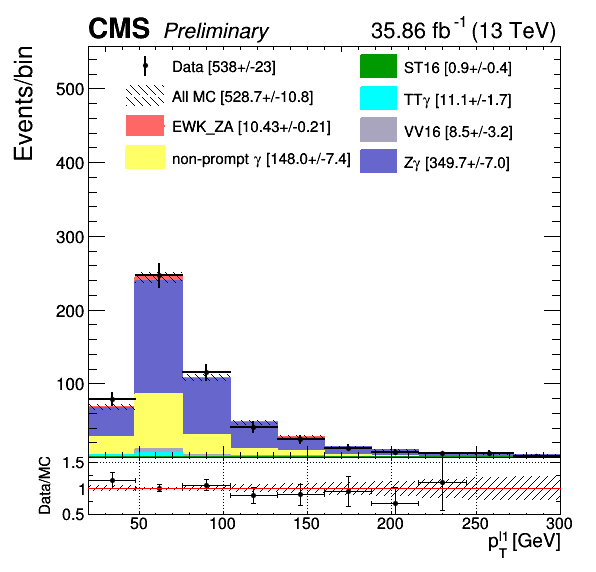 CMS Preliminary 35.86 fb⁻¹ (13 TeV)
Events/bin
Data [538+/-23]
All MC [528.7+/-10.8]
EWK_ZA [10.43+/-0.21]
non-prompt γ [148.0+/-7.4]
ST16 [0.9+/-0.4]
TTγ [11.1+/-1.7]
VV16 [8.5+/-3.2]
Zγ [349.7+/-7.0]
500
400
300
200
100
Data/MC
1.5
1
0.5
50 100 150 200 250 300
p_T^l1 [GeV]